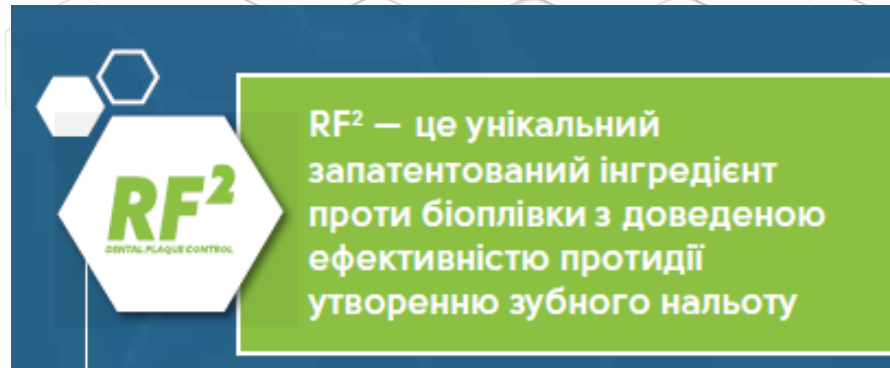 RF²
DENTAL PLAQUE CONTROL
RF² — це унікальний
запатентований інгредієнт
проти біоплівки з доведеною
ефективністю протидії
утворенню зубного нальоту